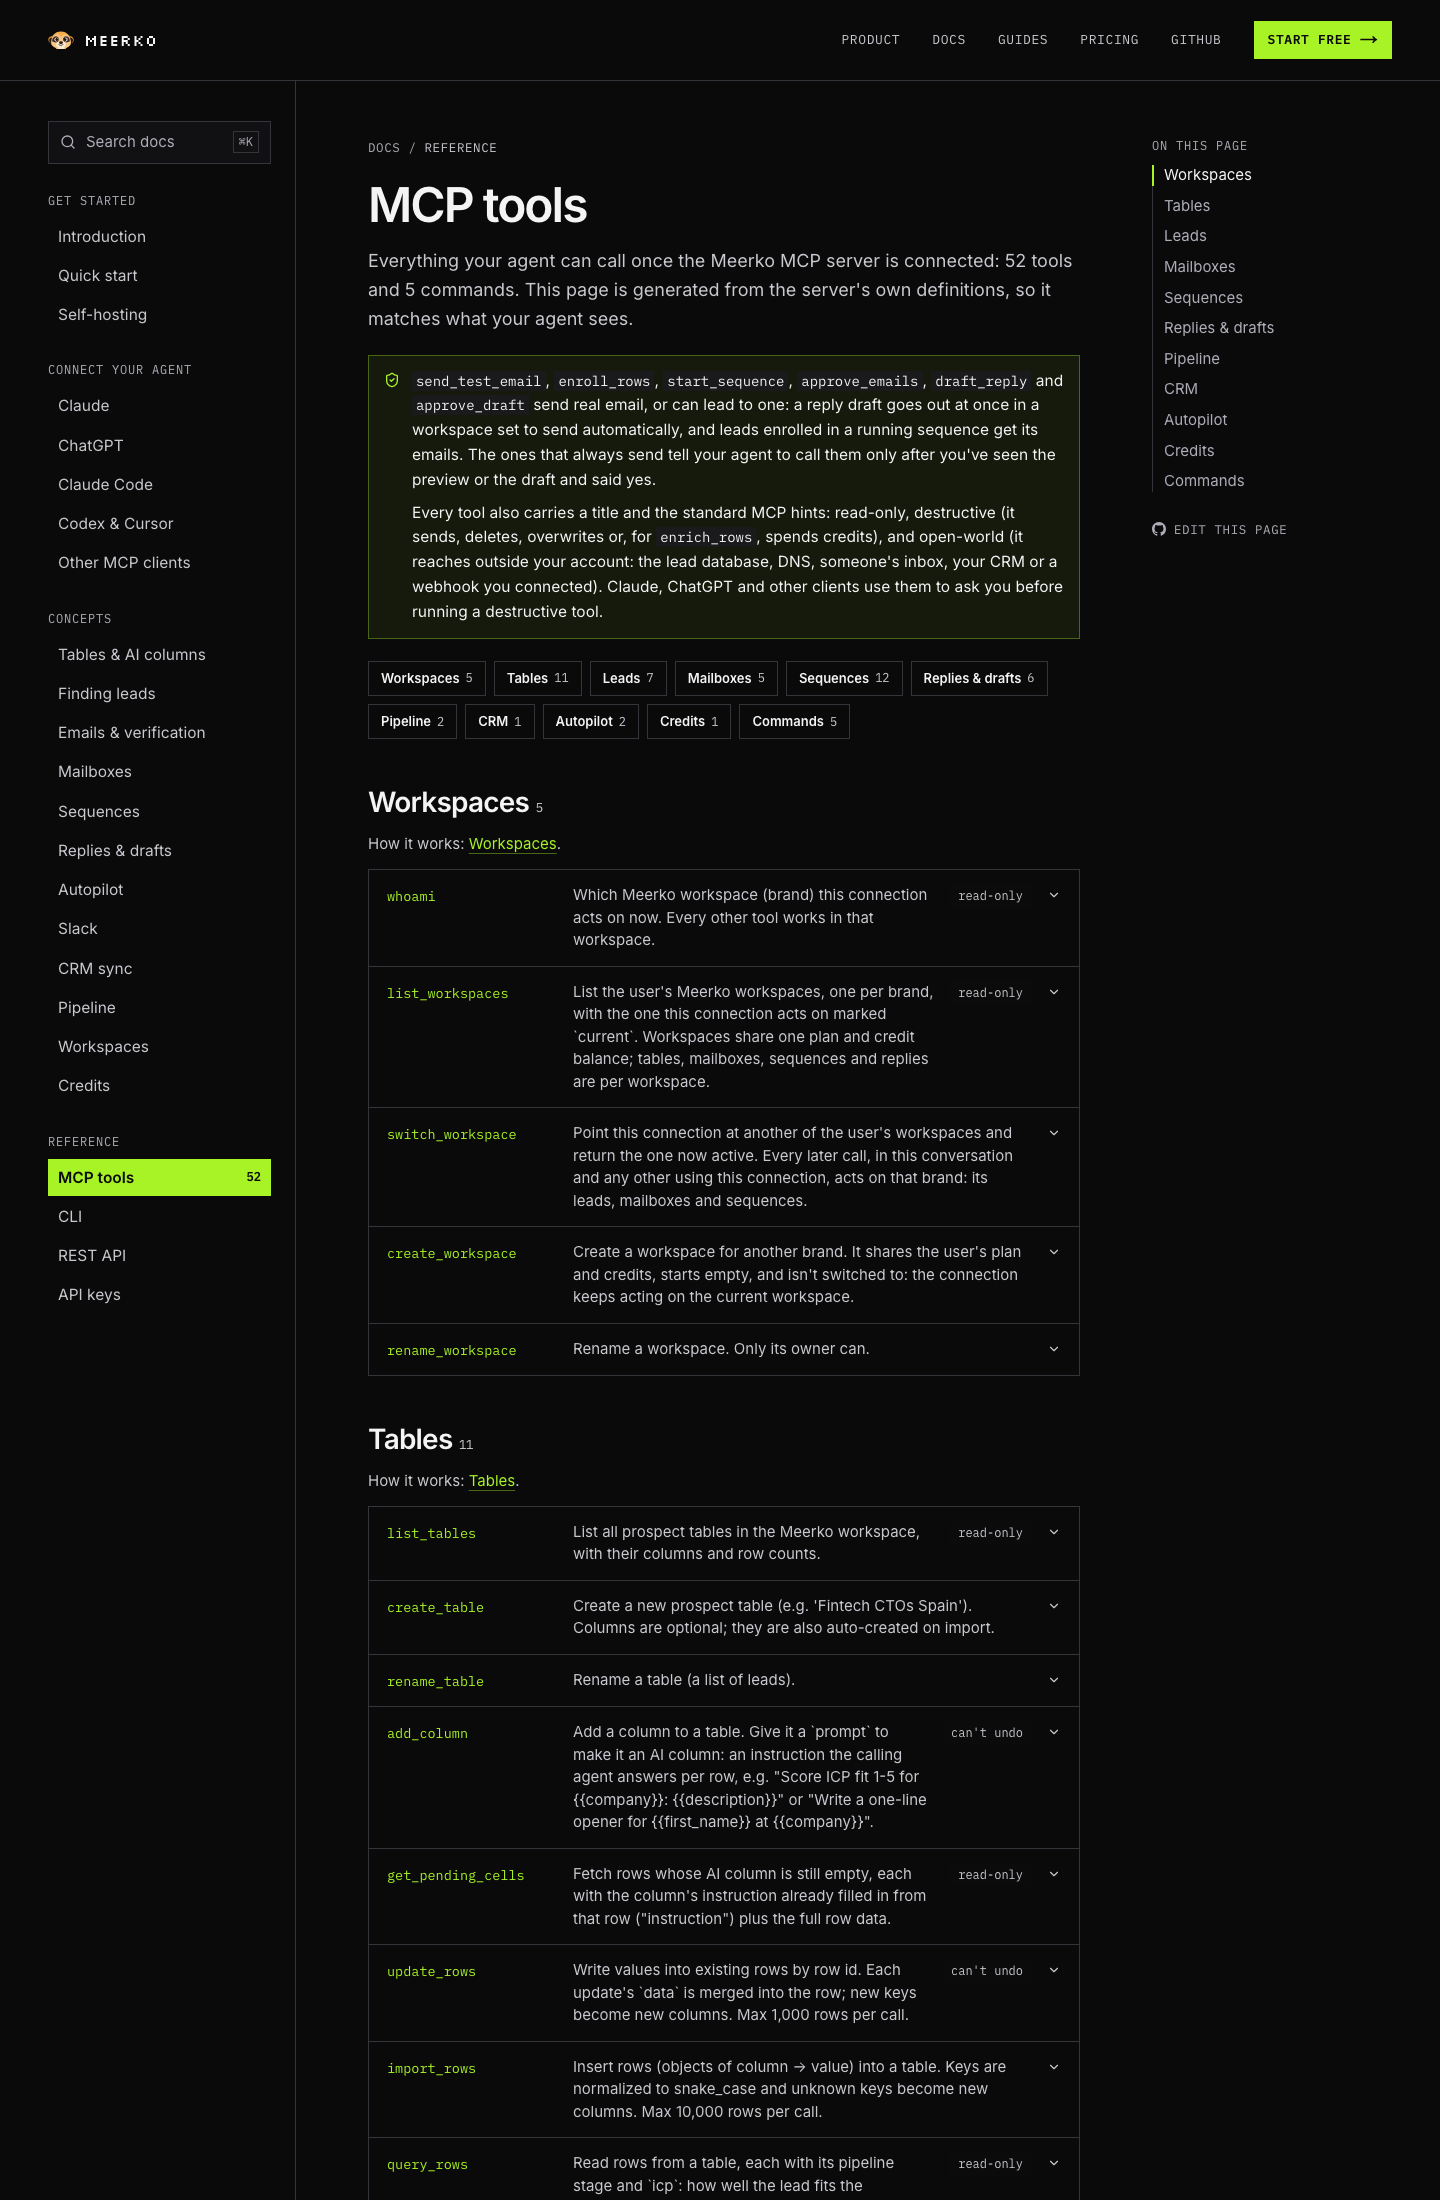 MEERKO
PRODUCT
DOCS
GUIDES
PRICING
GITHUB
START FREE →
Search docs
⌘K
GET STARTED
Introduction
Quick start
Self-hosting
CONNECT YOUR AGENT
Claude
ChatGPT
Claude Code
Codex & Cursor
Other MCP clients
CONCEPTS
Tables & AI columns
Finding leads
Emails & verification
Mailboxes
Sequences
Replies & drafts
Autopilot
Slack
CRM sync
Pipeline
Workspaces
Credits
REFERENCE
MCP tools 52
CLI
REST API
API keys
DOCS / REFERENCE
MCP tools
Everything your agent can call once the Meerko MCP server is connected: 52 tools
and 5 commands. This page is generated from the server's own definitions, so it
matches what your agent sees.
send_test_email, enroll_rows, start_sequence, approve_emails, draft_reply and
approve_draft send real email, or can lead to one: a reply draft goes out at once in a
workspace set to send automatically, and leads enrolled in a running sequence get its
emails. The ones that always send tell your agent to call them only after you've seen the
preview or the draft and said yes.
Every tool also carries a title and the standard MCP hints: read-only, destructive (it
sends, deletes, overwrites or, for enrich_rows, spends credits), and open-world (it
reaches outside your account: the lead database, DNS, someone's inbox, your CRM or a
webhook you connected). Claude, ChatGPT and other clients use them to ask you before
running a destructive tool.
Workspaces 5
Tables 11
Leads 7
Mailboxes 5
Sequences 12
Replies & drafts 6
Pipeline 2
CRM 1
Autopilot 2
Credits 1
Commands 5
Workspaces 5
How it works: Workspaces.
whoami
Which Meerko workspace (brand) this connection
acts on now. Every other tool works in that
workspace.
read-only
list_workspaces
List the user's Meerko workspaces, one per brand,
with the one this connection acts on marked
`current`. Workspaces share one plan and credit
balance; tables, mailboxes, sequences and replies
are per workspace.
read-only
switch_workspace
Point this connection at another of the user's workspaces and
return the one now active. Every later call, in this conversation
and any other using this connection, acts on that brand: its
leads, mailboxes and sequences.
create_workspace
Create a workspace for another brand. It shares the user's plan
and credits, starts empty, and isn't switched to: the connection
keeps acting on the current workspace.
rename_workspace
Rename a workspace. Only its owner can.
Tables 11
How it works: Tables.
list_tables
List all prospect tables in the Meerko workspace,
with their columns and row counts.
read-only
create_table
Create a new prospect table (e.g. 'Fintech CTOs Spain').
Columns are optional; they are also auto-created on import.
rename_table
Rename a table (a list of leads).
add_column
Add a column to a table. Give it a `prompt` to
make it an AI column: an instruction the calling
agent answers per row, e.g. "Score ICP fit 1-5 for
{{company}}: {{description}}" or "Write a one-line
opener for {{first_name}} at {{company}}".
can't undo
get_pending_cells
Fetch rows whose AI column is still empty, each
with the column's instruction already filled in from
that row ("instruction") plus the full row data.
read-only
update_rows
Write values into existing rows by row id. Each
update's `data` is merged into the row; new keys
become new columns. Max 1,000 rows per call.
can't undo
import_rows
Insert rows (objects of column → value) into a table. Keys are
normalized to snake_case and unknown keys become new
columns. Max 10,000 rows per call.
query_rows
Read rows from a table, each with its pipeline
stage and `icp`: how well the lead fits the
read-only
ON THIS PAGE
Workspaces
Tables
Leads
Mailboxes
Sequences
Replies & drafts
Pipeline
CRM
Autopilot
Credits
Commands
EDIT THIS PAGE